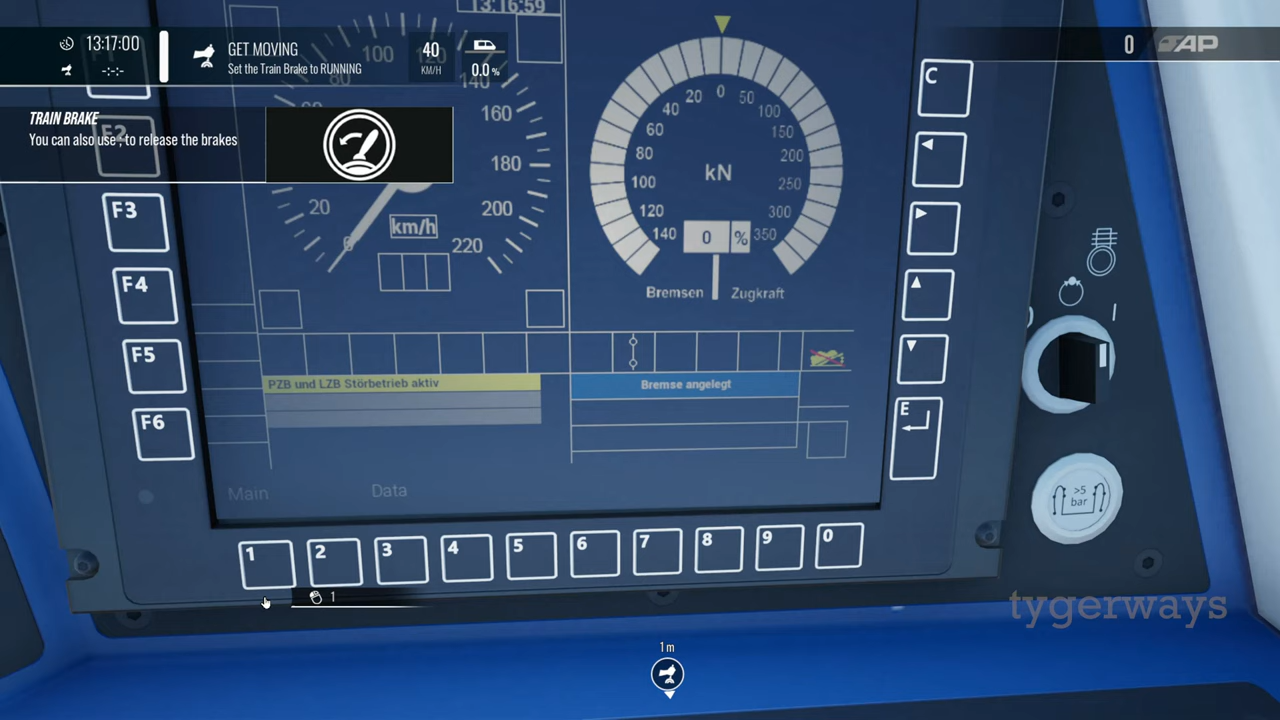 13:16:59
13:17:00
-:-:-
GET MOVING
Set the Train Brake to RUNNING
40
KM/H
0.0 %
0 AP
TRAIN BRAKE
You can also use ; to release the brakes
F2
F3
F4
F5
F6
20
80
100
120
140
160
180
200
220
0
km/h
140 120 100 80 60 40 20 0 50 100 150 200 250 300 350
kN
0 %
Bremsen Zugkraft
PZB und LZB Störbetrieb aktiv
Bremse angelegt
Main Data
C
E
I
>5
bar
1 2 3 4 5 6 7 8 9 0
1
tygerways
1 m